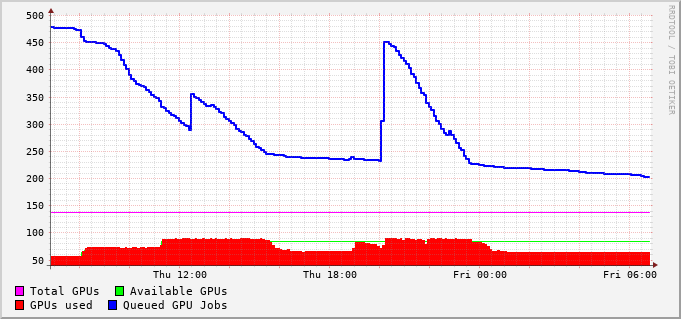 500
450
400
350
300
250
200
150
100
50
Thu 12:00 Thu 18:00 Fri 00:00 Fri 06:00
Total GPUs Available GPUs
GPUs used Queued GPU Jobs
RRDTOOL / TOBI OETIKER